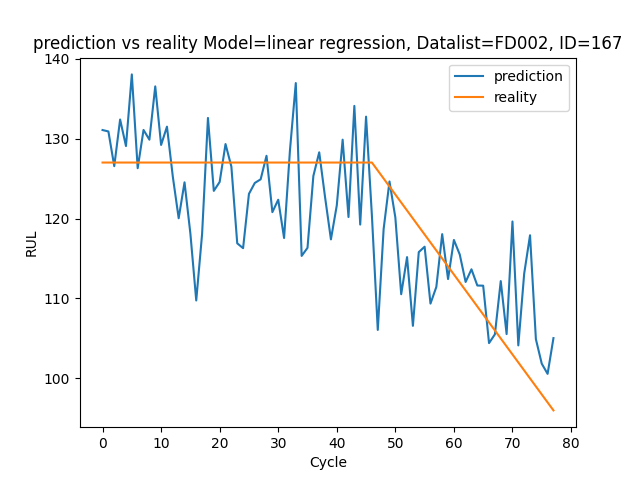 prediction vs reality Model=linear regression, Datalist=FD002, ID=167
prediction
reality
140
130
120
110
100
RUL
0 10 20 30 40 50 60 70 80
Cycle